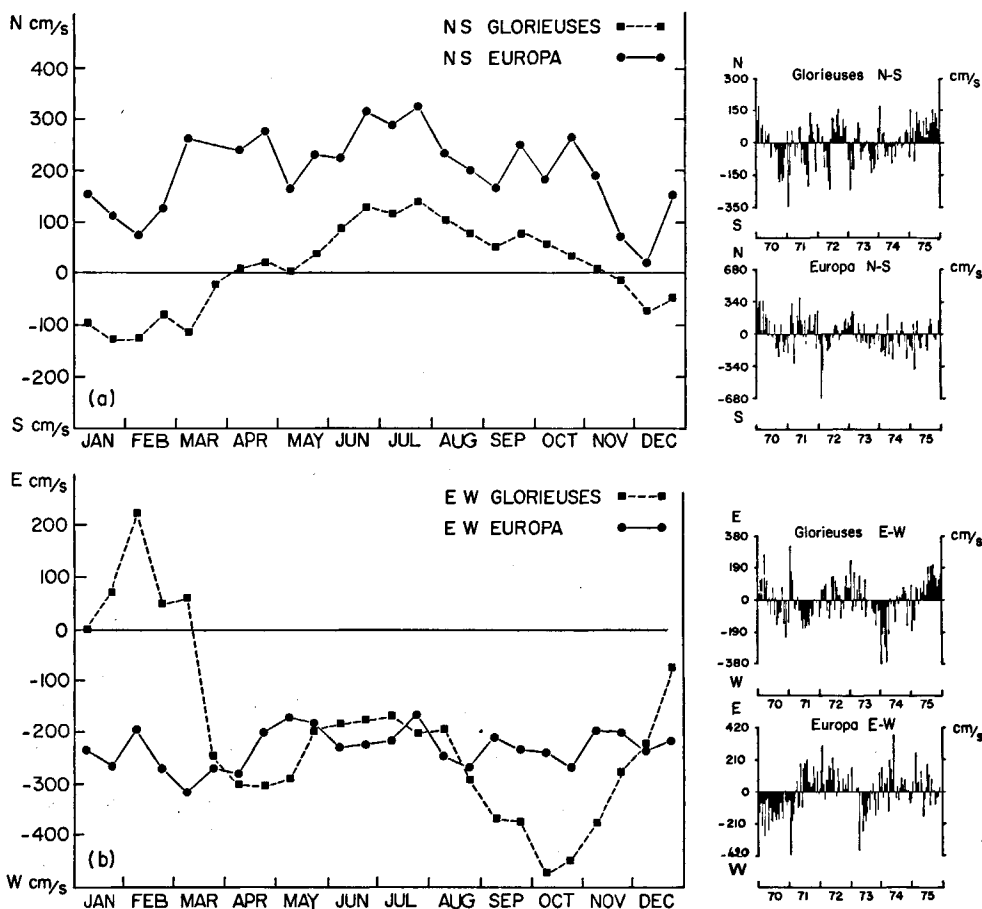 N cm/s
400
300
200
100
0
-100
-200
S cm/s
N S GLORIEUSES
N S EUROPA
(a)
JAN FEB MAR APR MAY JUN JUL AUG SEP OCT NOV DEC
N
Glorieuses N-S
cm/s
300
150
0
-150
-350
S
70 71 72 73 74 75
N
Europa N-S
cm/s
680
340
0
-340
-680
S
70 71 72 73 74 75
E cm/s
200
100
0
-100
-200
-300
-400
W cm/s
E W GLORIEUSES
E W EUROPA
(b)
JAN FEB MAR APR MAY JUN JUL AUG SEP OCT NOV DEC
E
Glorieuses E-W
cm/s
380
190
0
-190
-380
W
70 71 72 73 74 75
E
Europa E-W
cm/s
420
210
0
-210
-420
W
70 71 72 73 74 75